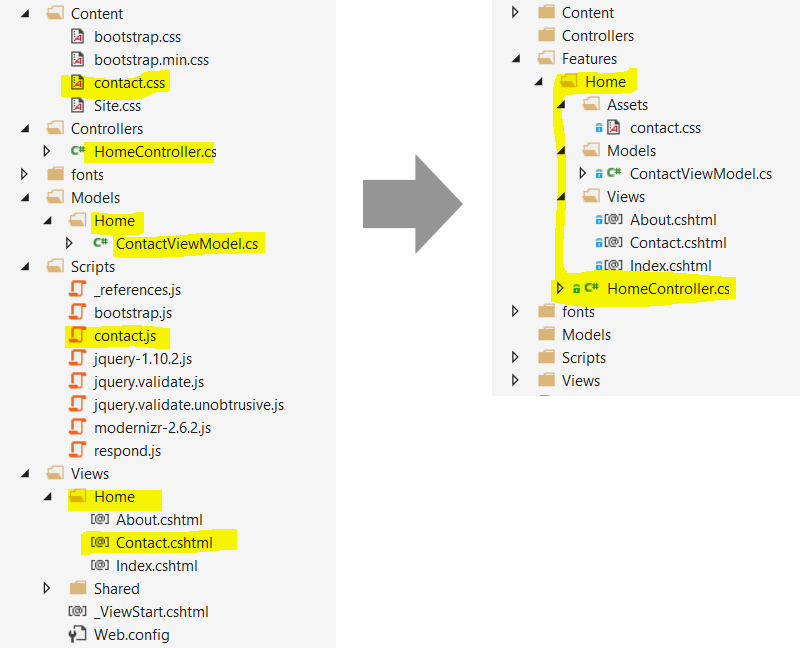 Content
bootstrap.css
bootstrap.min.css
contact.css
Site.css
Controllers
C# HomeController.cs
fonts
Models
Home
C# ContactViewModel.cs
Scripts
_references.js
bootstrap.js
contact.js
jquery-1.10.2.js
jquery.validate.js
jquery.validate.unobtrusive.js
modernizr-2.6.2.js
respond.js
Views
Home
[@] About.cshtml
[@] Contact.cshtml
[@] Index.cshtml
Shared
[@] _ViewStart.cshtml
Web.config
Content
Controllers
Features
Home
Assets
contact.css
Models
C# ContactViewModel.cs
Views
[@] About.cshtml
[@] Contact.cshtml
[@] Index.cshtml
C# HomeController.cs
fonts
Models
Scripts
Views